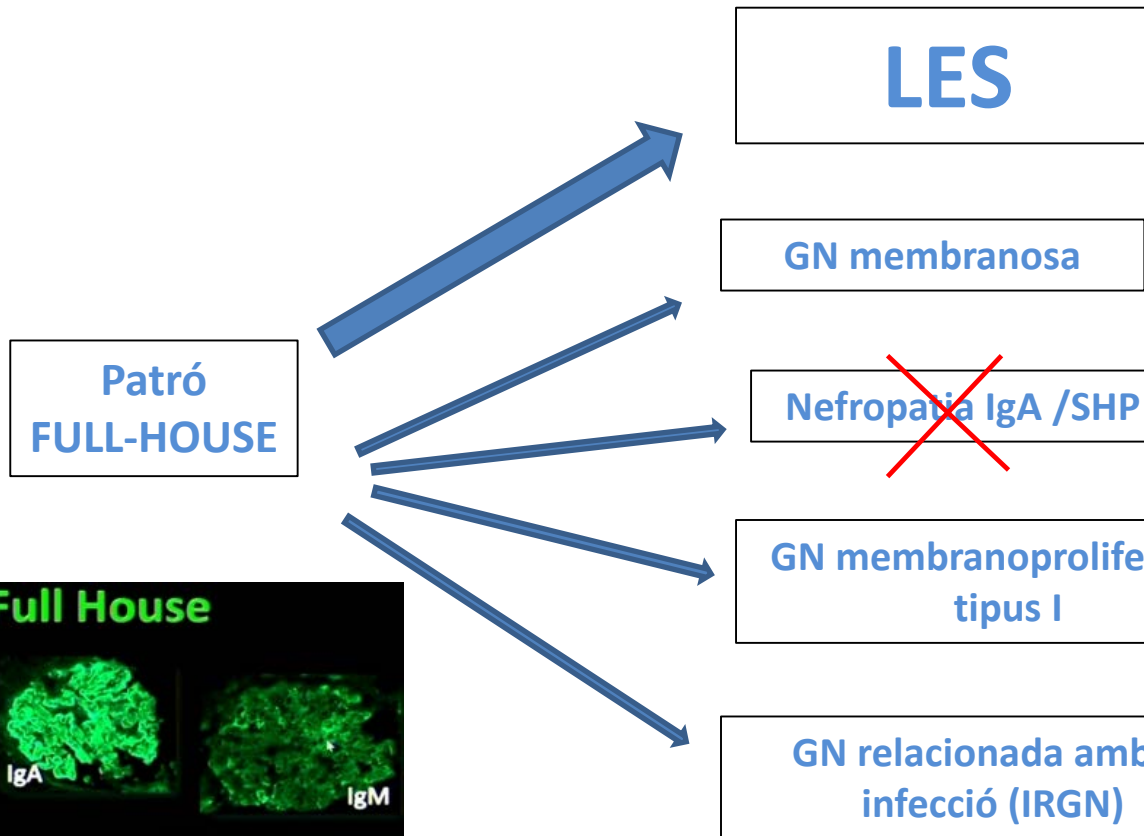 LES
GN membranosa
Patró
FULL-HOUSE
Nefropatia IgA /SHP
GN membranoprolife
tipus I
GN relacionada amb
infecció (IRGN)
Full House
IgA
IgM